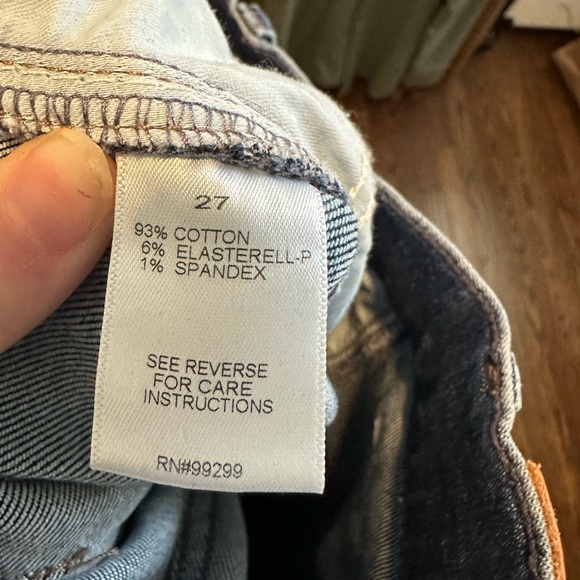 27
93% COTTON
6% ELASTERELL-P
1% SPANDEX
SEE REVERSE
FOR CARE
INSTRUCTIONS
RN#99299